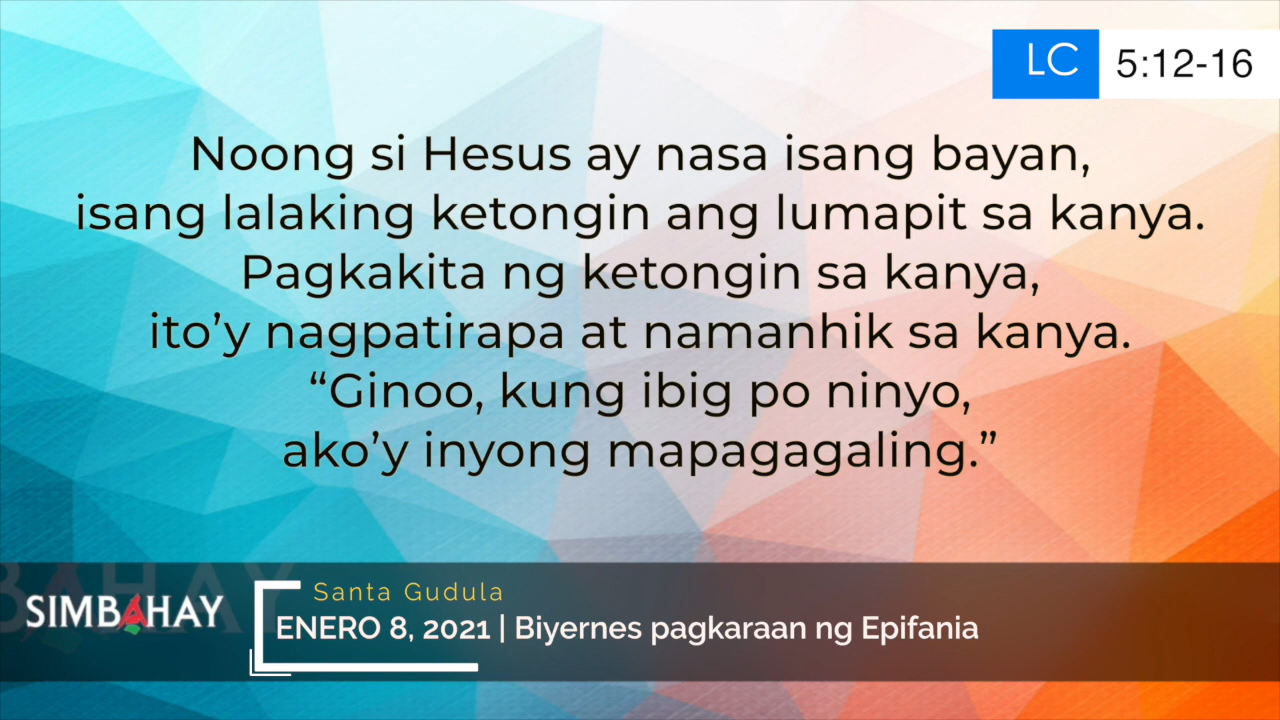 LC 5:12-16
Noong si Hesus ay nasa isang bayan,
isang lalaking ketongin ang lumapit sa kanya.
Pagkakita ng ketongin sa kanya,
ito’y nagpatirapa at namanhik sa kanya.
“Ginoo, kung ibig po ninyo,
ako’y inyong mapagagaling.”
SIMBAHAY
Santa Gudula
ENERO 8, 2021 | Biyernes pagkaraan ng Epifania